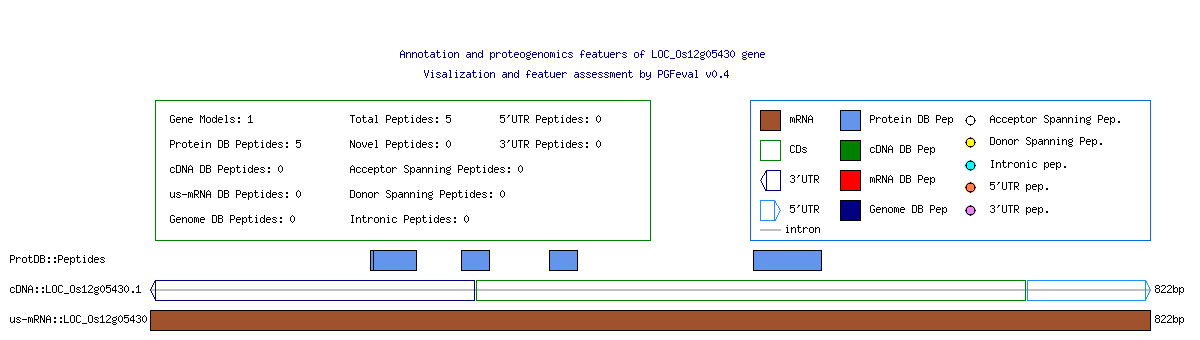 Annotation and proteogenomics featuers of LOC_Os12g05430 gene
Visalization and featuer assessment by PGFeval v0.4
Gene Models: 1 Total Peptides: 5 5'UTR Peptides: 0
Protein DB Peptides: 5 Novel Peptides: 0 3'UTR Peptides: 0
cDNA DB Peptides: 0 Acceptor Spanning Peptides: 0
us-mRNA DB Peptides: 0 Donor Spanning Peptides: 0
Genome DB Peptides: 0 Intronic Peptides: 0
mRNA Protein DB Pep Acceptor Spanning Pep.
CDs cDNA DB Pep Donor Spanning Pep.
3'UTR mRNA DB Pep Intronic pep.
5'UTR Genome DB Pep 5'UTR pep.
intron 3'UTR pep.
ProtDB::Peptides
cDNA::LOC_Os12g05430.1 822bp
us-mRNA::LOC_Os12g05430 822bp